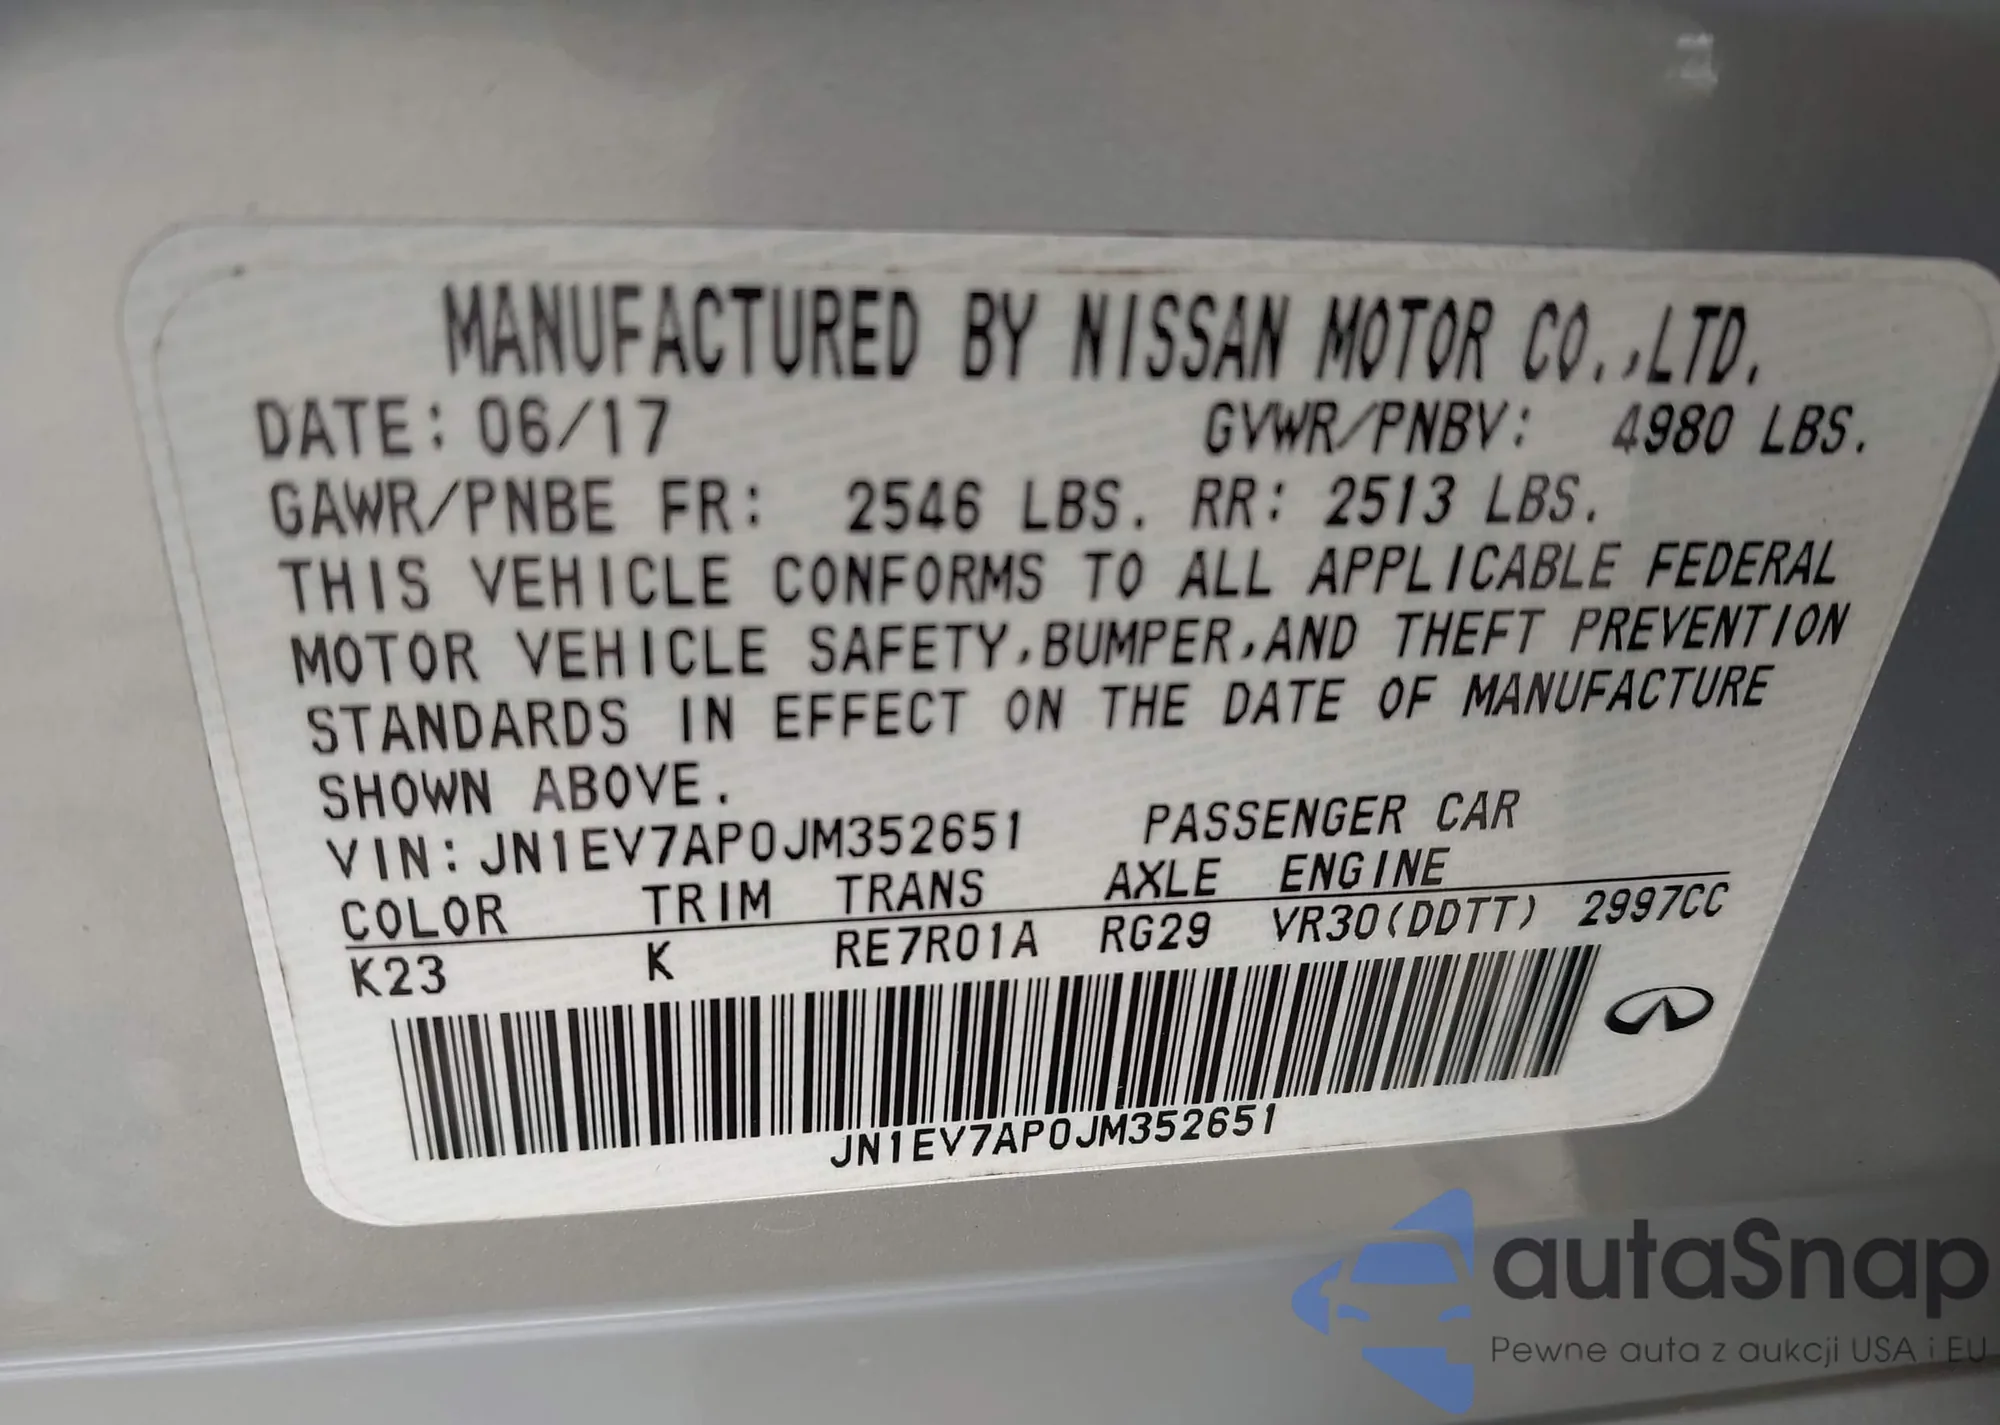 MANUFACTURED BY NISSAN MOTOR CO.,LTD.
DATE: 06/17 GVWR/PNBV: 4980 LBS.
GAWR/PNBE FR: 2546 LBS. RR: 2513 LBS.
THIS VEHICLE CONFORMS TO ALL APPLICABLE FEDERAL
MOTOR VEHICLE SAFETY,BUMPER,AND THEFT PREVENTION
STANDARDS IN EFFECT ON THE DATE OF MANUFACTURE
SHOWN ABOVE.
VIN:JN1EV7AP0JM352651 PASSENGER CAR
COLOR TRIM TRANS AXLE ENGINE
K23 K RE7R01A RG29 VR30(DDTT) 2997CC
JN1EV7AP0JM352651
autaSnap
Pewne auta z aukcji USA i EU